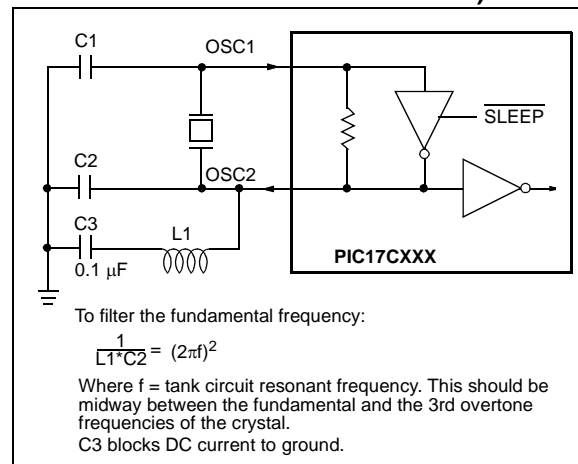 C1
OSC1
SLEEP
C2
OSC2
C3
L1
0.1 μF
PIC17CXXX
To filter the fundamental frequency:
1
L1*C2 = (2πf)2
Where f = tank circuit resonant frequency. This should be
midway between the fundamental and the 3rd overtone
frequencies of the crystal.
C3 blocks DC current to ground.